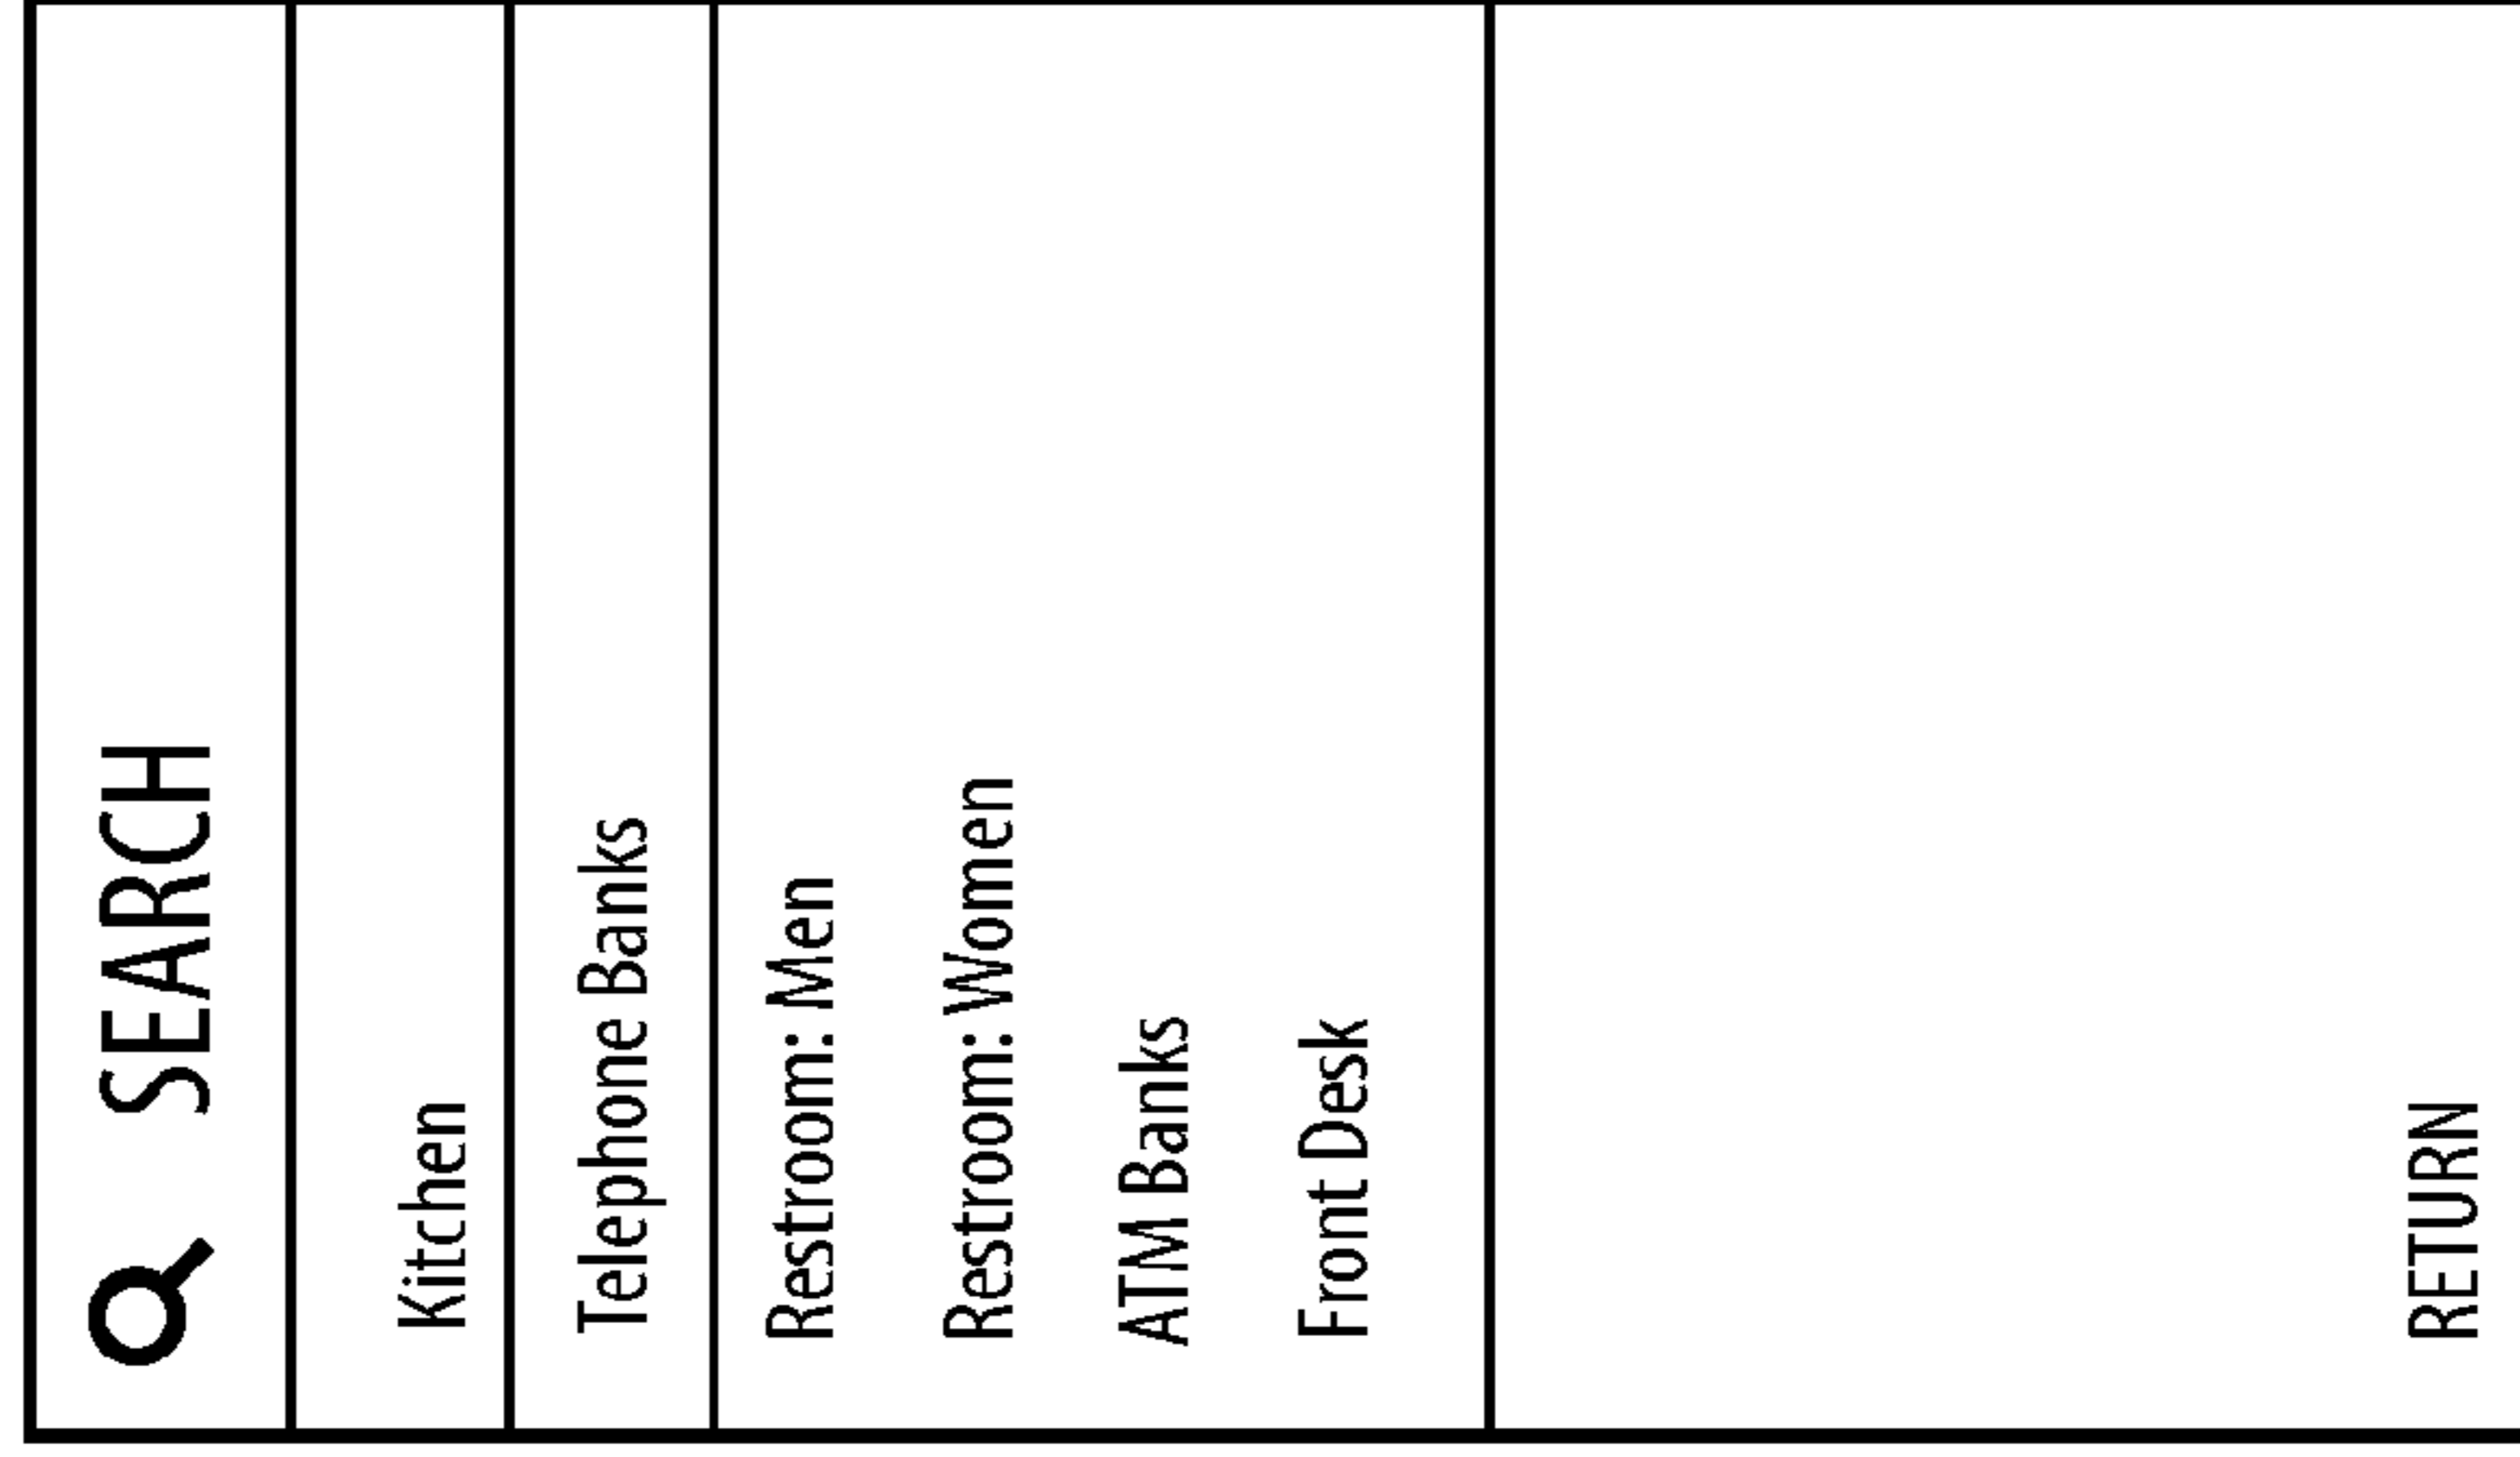 SEARCH
Kitchen
Telephone Banks
Restroom: Men
Restroom: Women
ATM Banks
Front Desk
RETURN